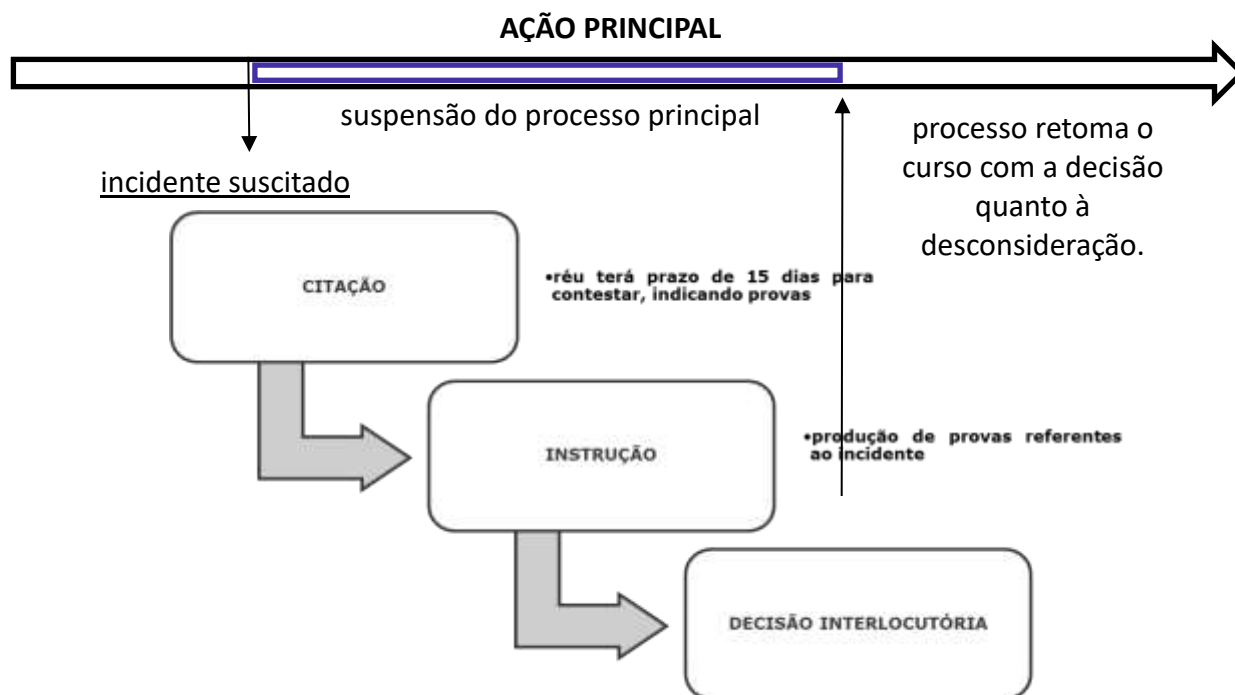 AÇÃO PRINCIPAL
suspensão do processo principal
processo retoma o
curso com a decisão
quanto à
desconsideração.
incidente suscitado
CITAÇÃO
•réu terá prazo de 15 dias para
contestar, indicando provas
INSTRUÇÃO
•produção de provas referentes
ao incidente
DECISÃO INTERLOCUTÓRIA